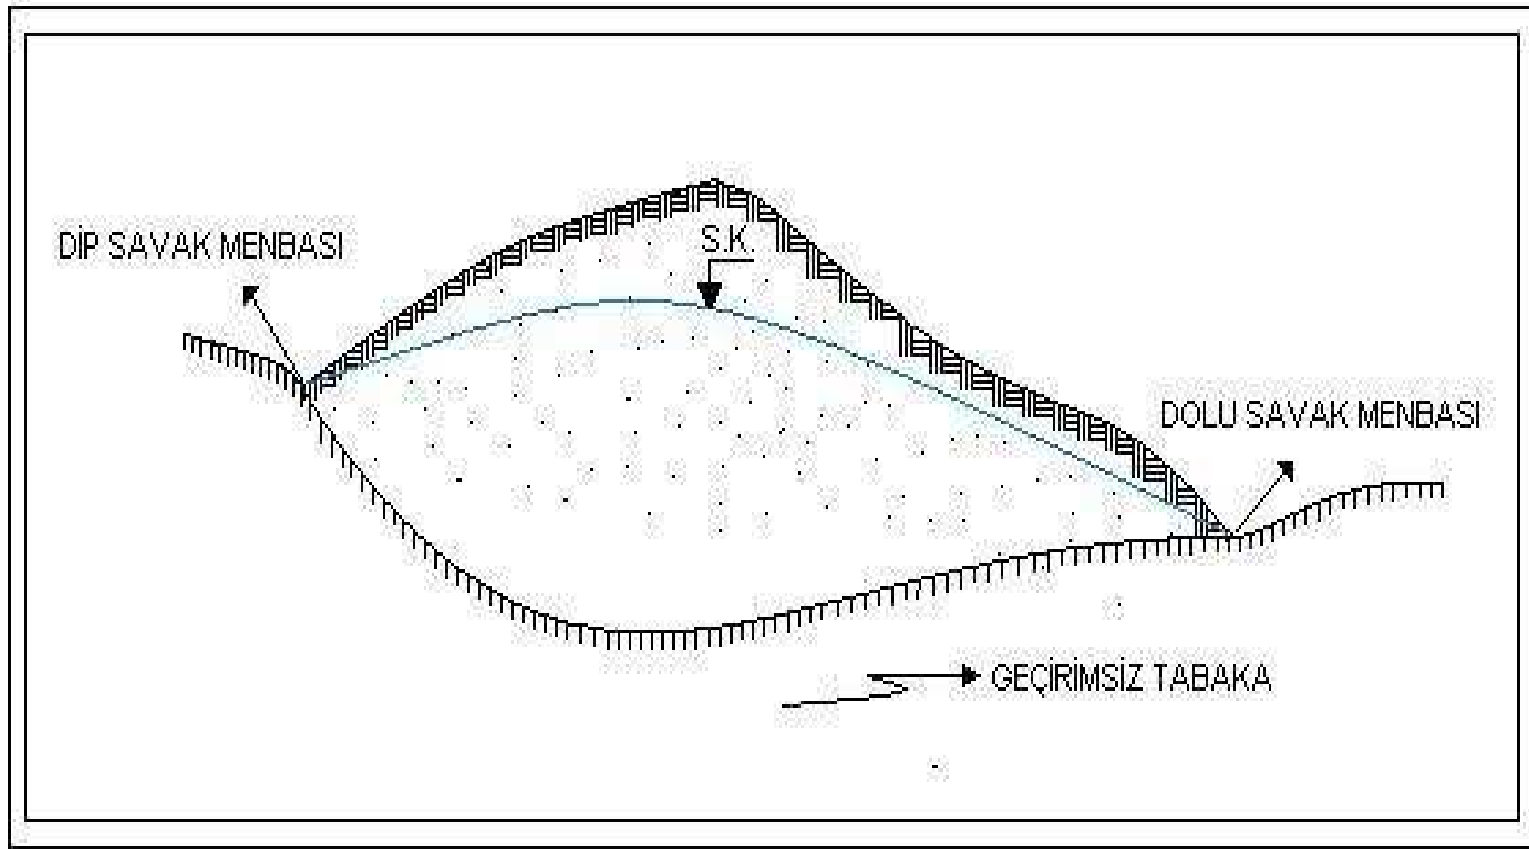 DİP SAVAK MENBASI
S.K.
DOLU SAVAK MENBASI
GEÇİRİMSİZ TABAKA